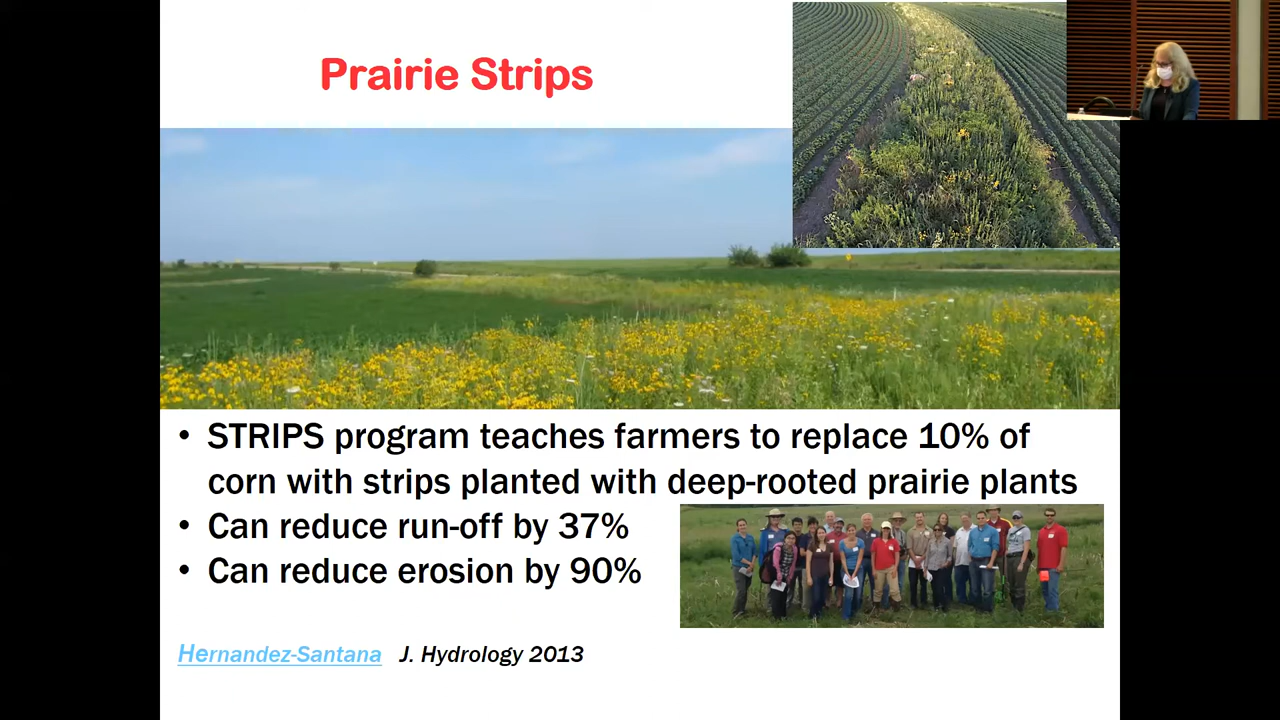 Prairie Strips
• STRIPS program teaches farmers to replace 10% of
corn with strips planted with deep-rooted prairie plants
• Can reduce run-off by 37%
• Can reduce erosion by 90%
Hernandez-Santana J. Hydrology 2013